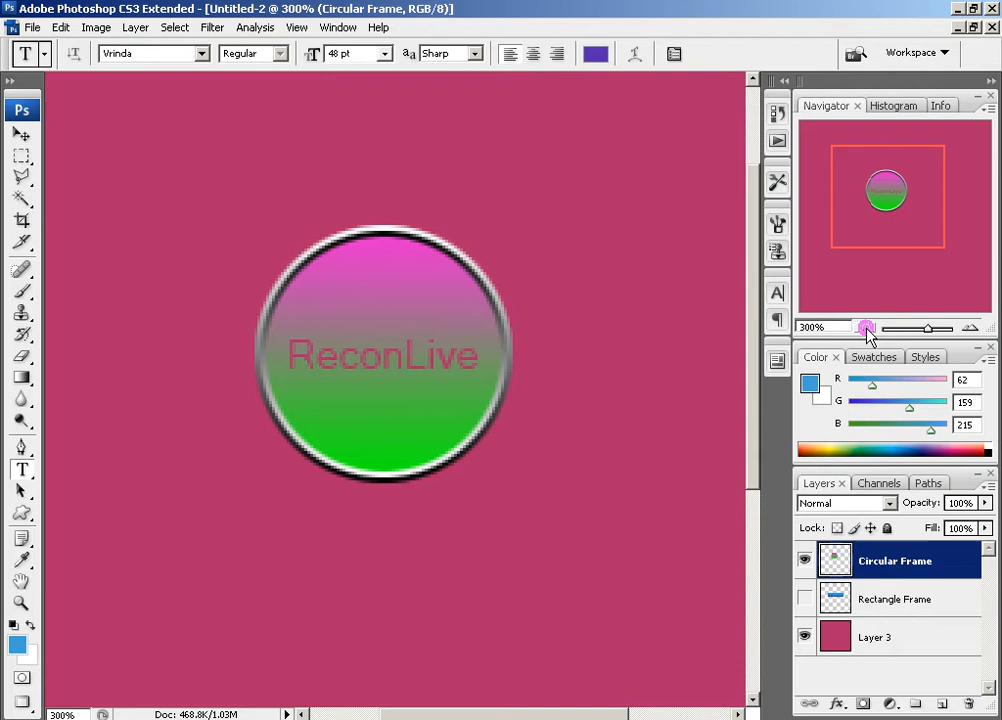 Adobe Photoshop CS3 Extended - [Untitled-2 @ 300% (Circular Frame, RGB/8)]
File Edit Image Layer Select Filter Analysis View Window Help
T Vrinda Regular T 48 pt aa Sharp Workspace
Ps
Navigator Histogram Info
ReconLive
300%
Color Swatches Styles
R 62
G 159
B 215
Layers Channels Paths
Normal Opacity: 100%
Lock: Fill: 100%
Circular Frame
Rectangle Frame
Layer 3
300% Doc: 468.8K/1.03M